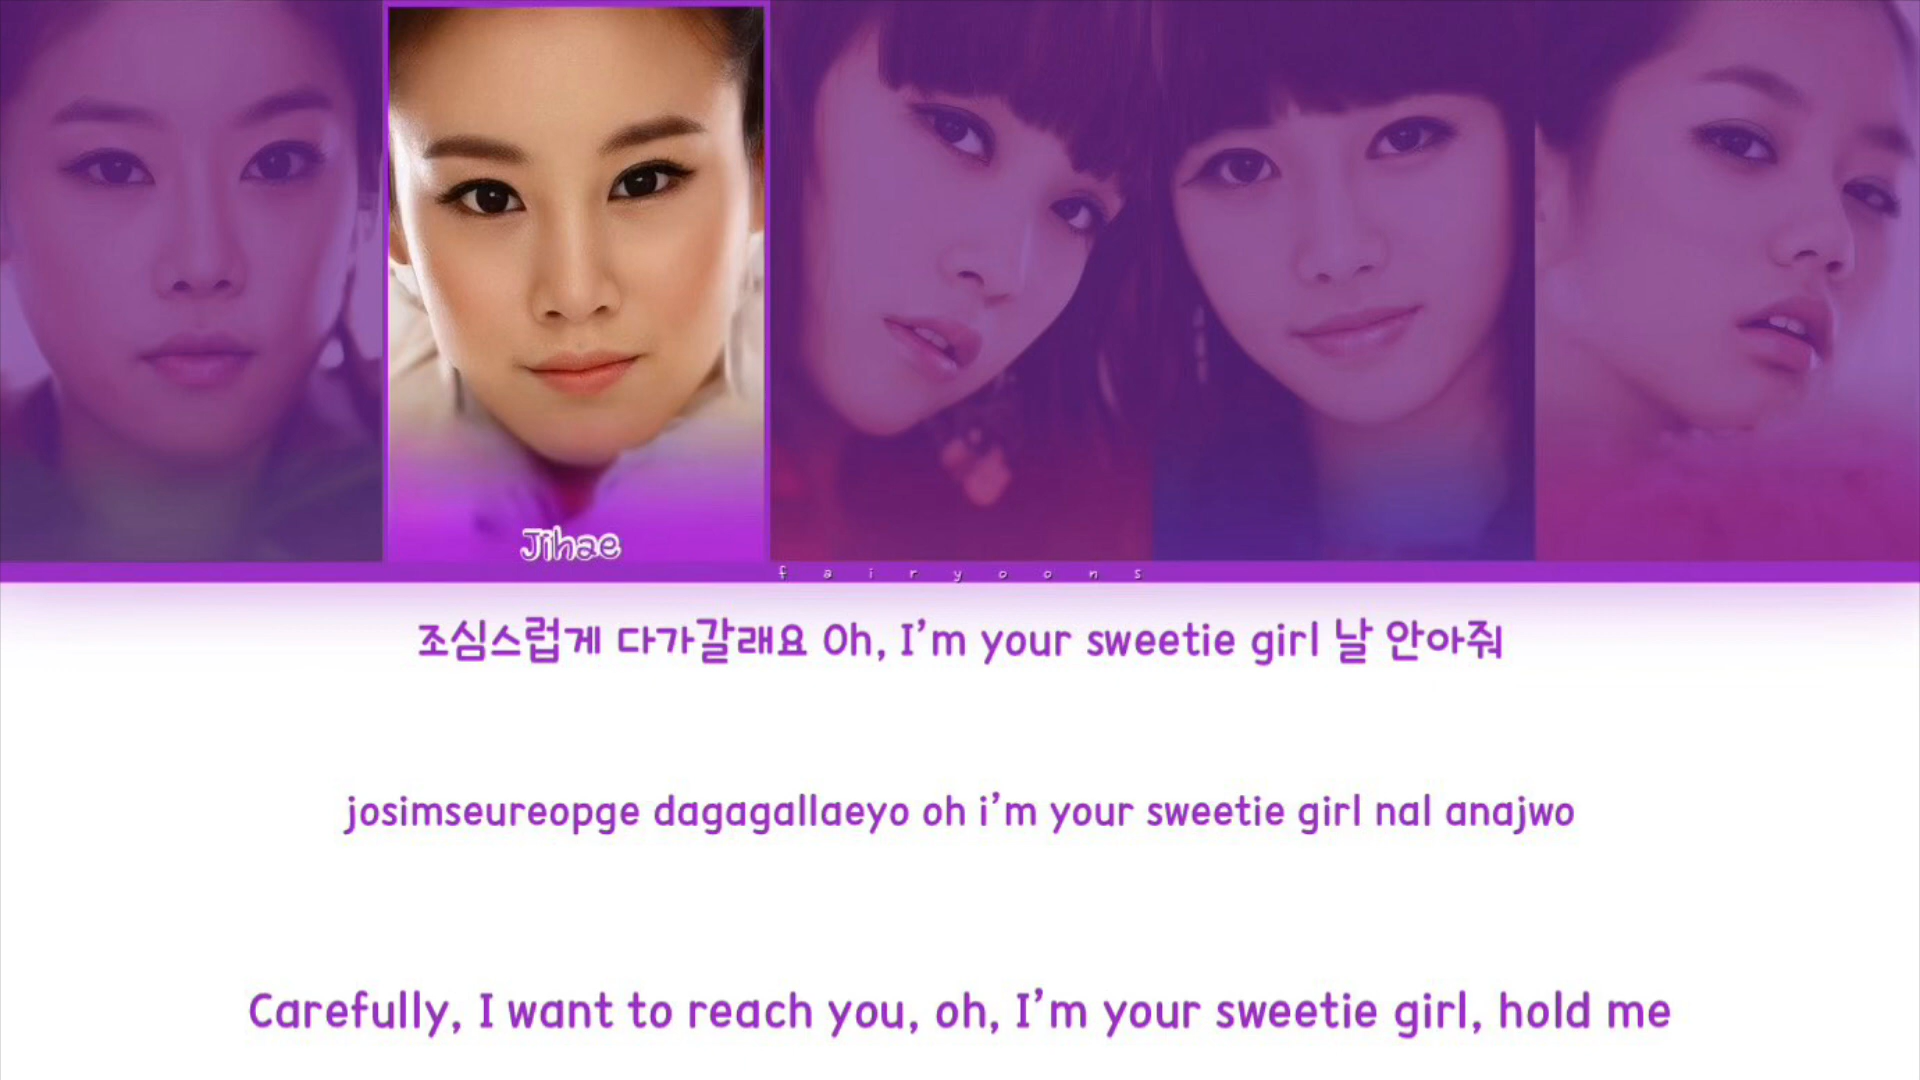 Jihae
fairyoons
조심스럽게 다가갈래요 Oh, I'm your sweetie girl 날 안아줘
josimseureopge dagagallaeyo oh i'm your sweetie girl nal anajwo
Carefully, I want to reach you, oh, I'm your sweetie girl, hold me